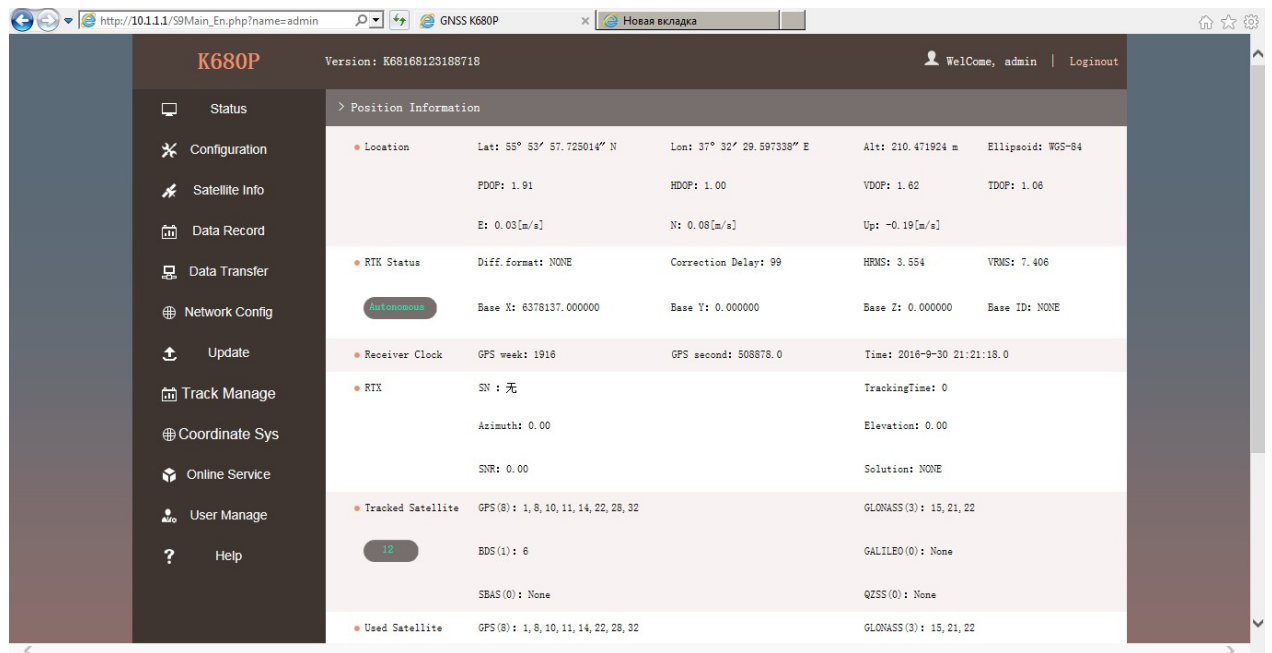 http://10.1.1.1/S9Main_En.php?name=admin GNSS K680P Новая вкладка
K680P Version: K68168123188718 WelCome, admin | Loginout
Status
Configuration
Satellite Info
Data Record
Data Transfer
Network Config
Update
Track Manage
Coordinate Sys
Online Service
User Manage
? Help
> Position Information
Location Lat: 55° 53′ 57.725014″ N Lon: 37° 32′ 29.597338″ E Alt: 210.471924 m Ellipsoid: WGS-84
PDOP: 1.91 HDOP: 1.00 VDOP: 1.62 TDOP: 1.06
E: 0.03[m/s] N: 0.08[m/s] Up: -0.19[m/s]
RTK Status Diff.format: NONE Correction Delay: 99 HRMS: 3.554 VRMS: 7.406
Autonomous Base X: 6378137.000000 Base Y: 0.000000 Base Z: 0.000000 Base ID: NONE
Receiver Clock GPS week: 1916 GPS second: 508878.0 Time: 2016-9-30 21:21:18.0
RTX SN : 无 TrackingTime: 0
Azimuth: 0.00 Elevation: 0.00
SNR: 0.00 Solution: NONE
Tracked Satellite GPS(8): 1,8,10,11,14,22,28,32 GLONASS(3): 15,21,22
12 BDS(1): 6 GALILEO(0): None
SBAS(0): None QZSS(0): None
Used Satellite GPS(8): 1,8,10,11,14,22,28,32 GLONASS(3): 15,21,22